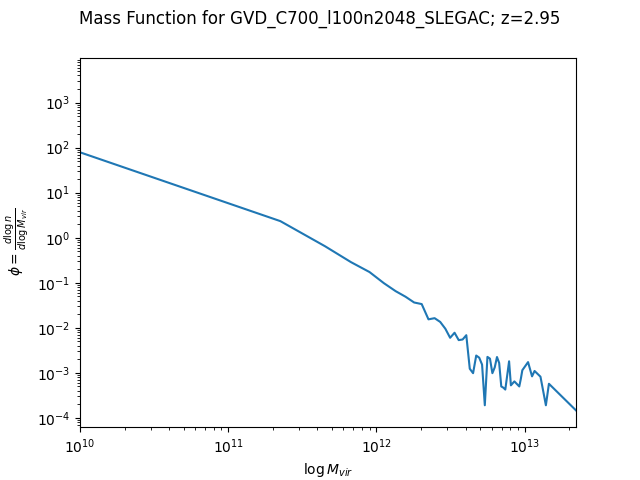 Mass Function for GVD_C700_l100n2048_SLEGAC; z=2.95
10^3
10^2
10^1
10^0
10^-1
10^-2
10^-3
10^-4
ϕ = d log n / d log M_vir
10^10 10^11 10^12 10^13
log M_vir